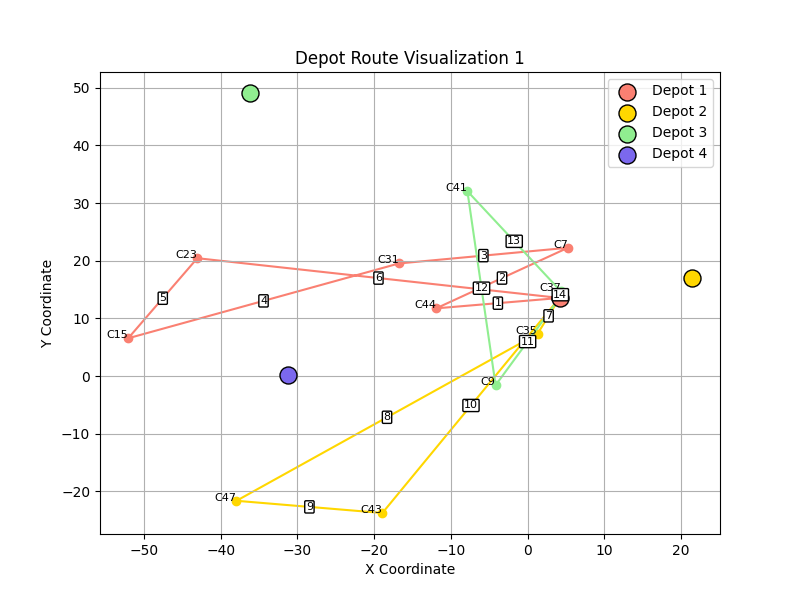 Depot Route Visualization 1
Depot 1
Depot 2
Depot 3
Depot 4
Y Coordinate
50
40
30
20
10
0
−10
−20
C41
13
C7
C23
C31
3
6
2
C37
12
14
5
4
C44
1
C15
7
C35
11
C9
10
8
C47
9
C43
−50 −40 −30 −20 −10 0 10 20
X Coordinate